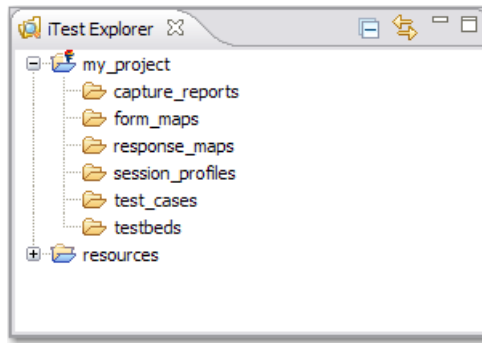 iTest Explorer
my_project
capture_reports
form_maps
response_maps
session_profiles
test_cases
testbeds
resources